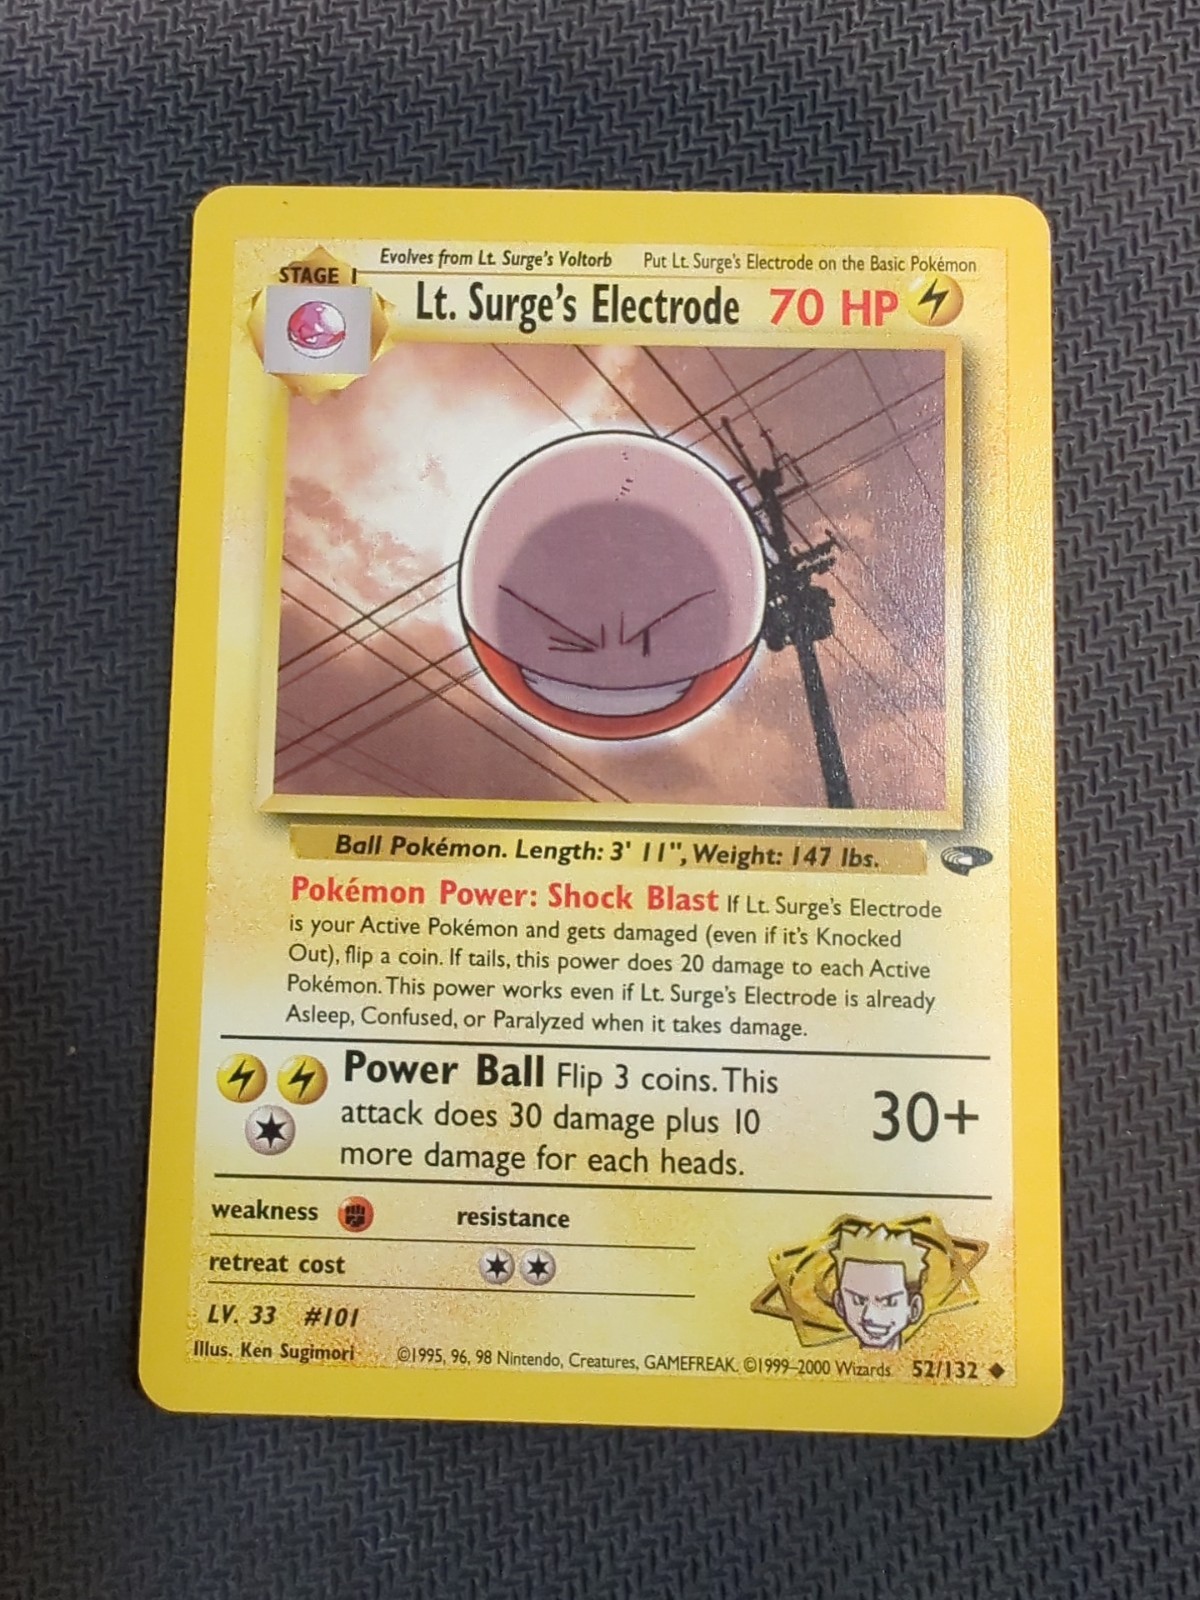 Evolves from Lt. Surge's Voltorb Put Lt. Surge's Electrode on the Basic Pokémon
STAGE 1
Lt. Surge's Electrode 70 HP
Ball Pokémon. Length: 3' 11", Weight: 147 lbs.
Pokémon Power: Shock Blast If Lt. Surge's Electrode
is your Active Pokémon and gets damaged (even if it's Knocked
Out), flip a coin. If tails, this power does 20 damage to each Active
Pokémon. This power works even if Lt. Surge's Electrode is already
Asleep, Confused, or Paralyzed when it takes damage.
Power Ball Flip 3 coins. This
attack does 30 damage plus 10
more damage for each heads.
30+
weakness resistance
retreat cost
LV. 33 #101
Illus. Ken Sugimori ©1995, 96, 98 Nintendo, Creatures, GAMEFREAK. ©1999–2000 Wizards. 52/132